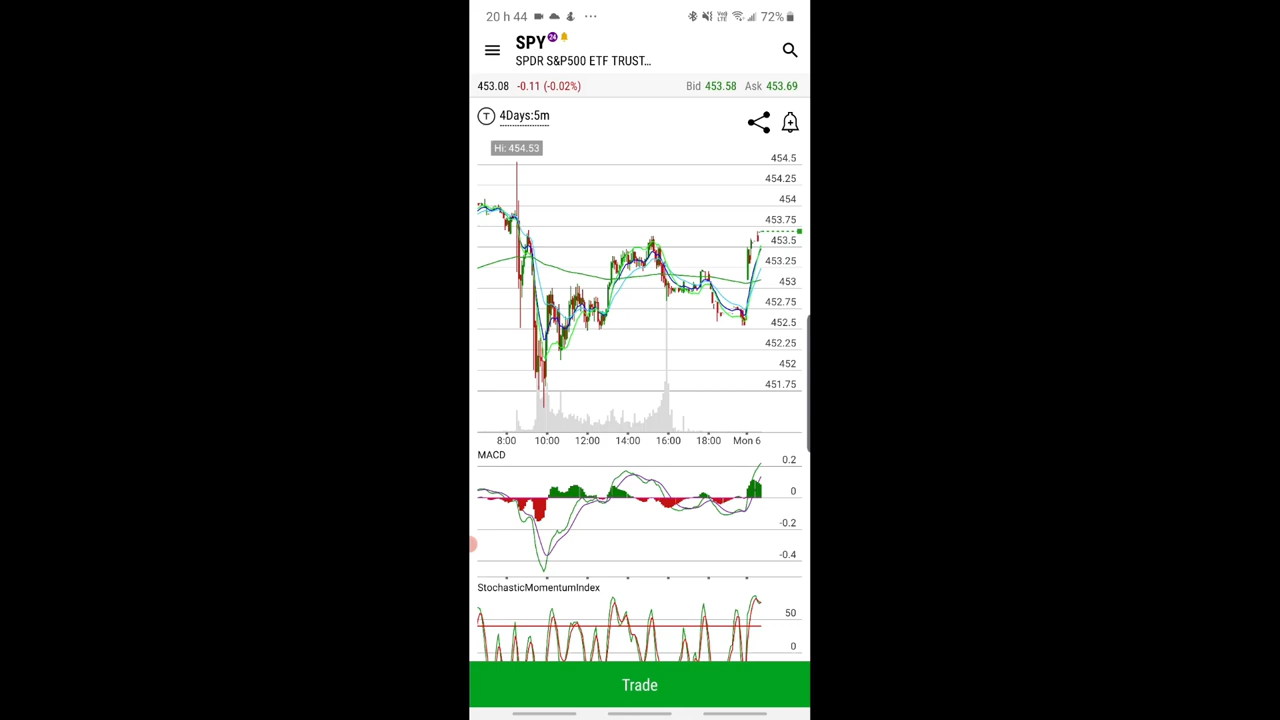 20 h 44 72%
SPY 24
SPDR S&P500 ETF TRUST...
453.08 -0.11 (-0.02%) Bid 453.58 Ask 453.69
T 4Days:5m
Hi: 454.53
454.5
454.25
454
453.75
453.5
453.25
453
452.75
452.5
452.25
452
451.75
8:00 10:00 12:00 14:00 16:00 18:00 Mon 6
MACD
0.2
0
-0.2
-0.4
StochasticMomentumIndex
50
0
Trade